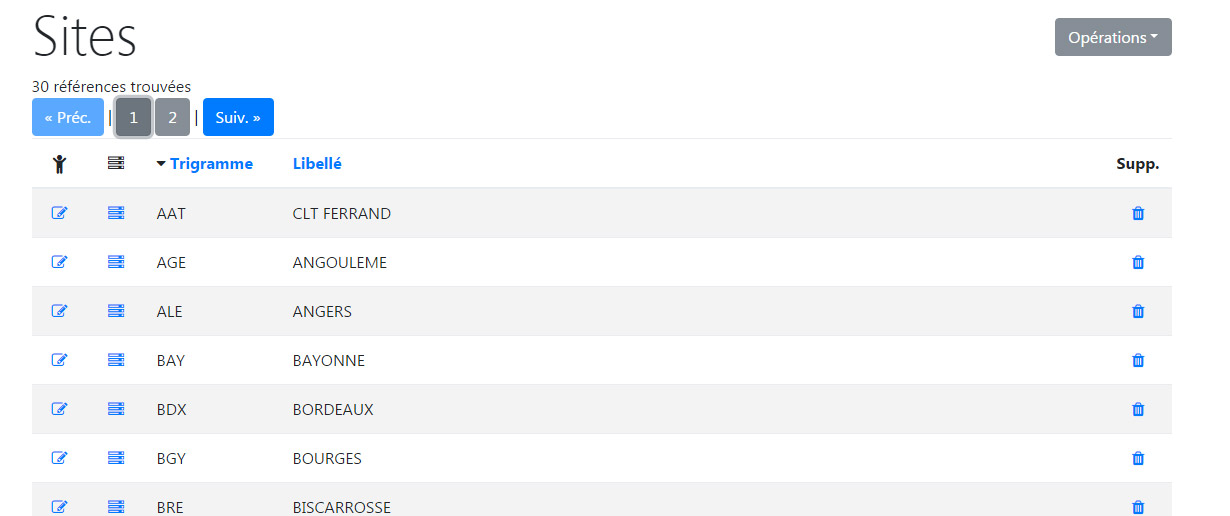 Sites
Opérations
30 références trouvées
« Préc. | 1 2 | Suiv. »
Trigramme Libellé Supp.
AAT CLT FERRAND
AGE ANGOULEME
ALE ANGERS
BAY BAYONNE
BDX BORDEAUX
BGY BOURGES
BRE BISCARROSSE